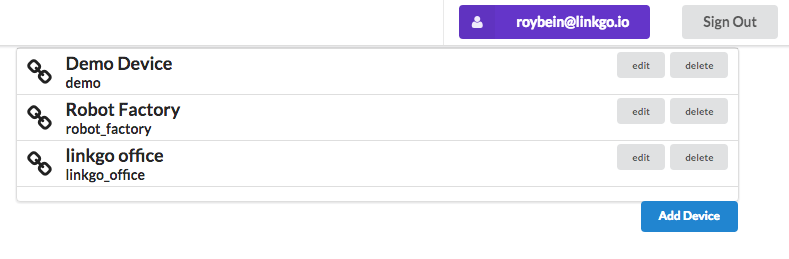 roybein@linkgo.io Sign Out
Demo Device edit delete
demo
Robot Factory edit delete
robot_factory
linkgo office edit delete
linkgo_office
Add Device